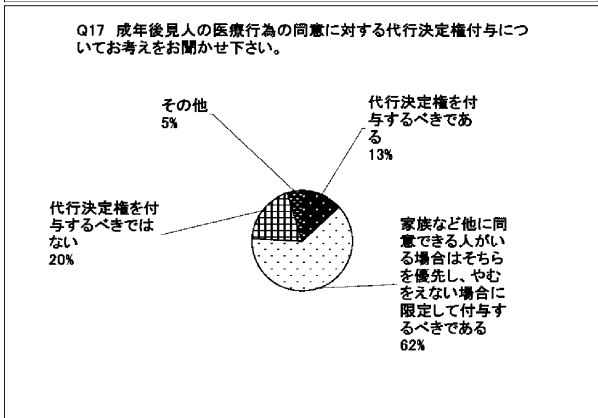 Q17 成年後見人の医療行為の同意に対する代行決定権付与につ
いてお考えをお聞かせ下さい。
その他
5%
代行決定権を付
与するべきであ
る
13%
代行決定権を付
与するべきでは
ない
20%
家族など他に同
意できる人がい
る場合はそちら
を優先し、やむ
をえない場合に
限定して付与す
るべきである
62%